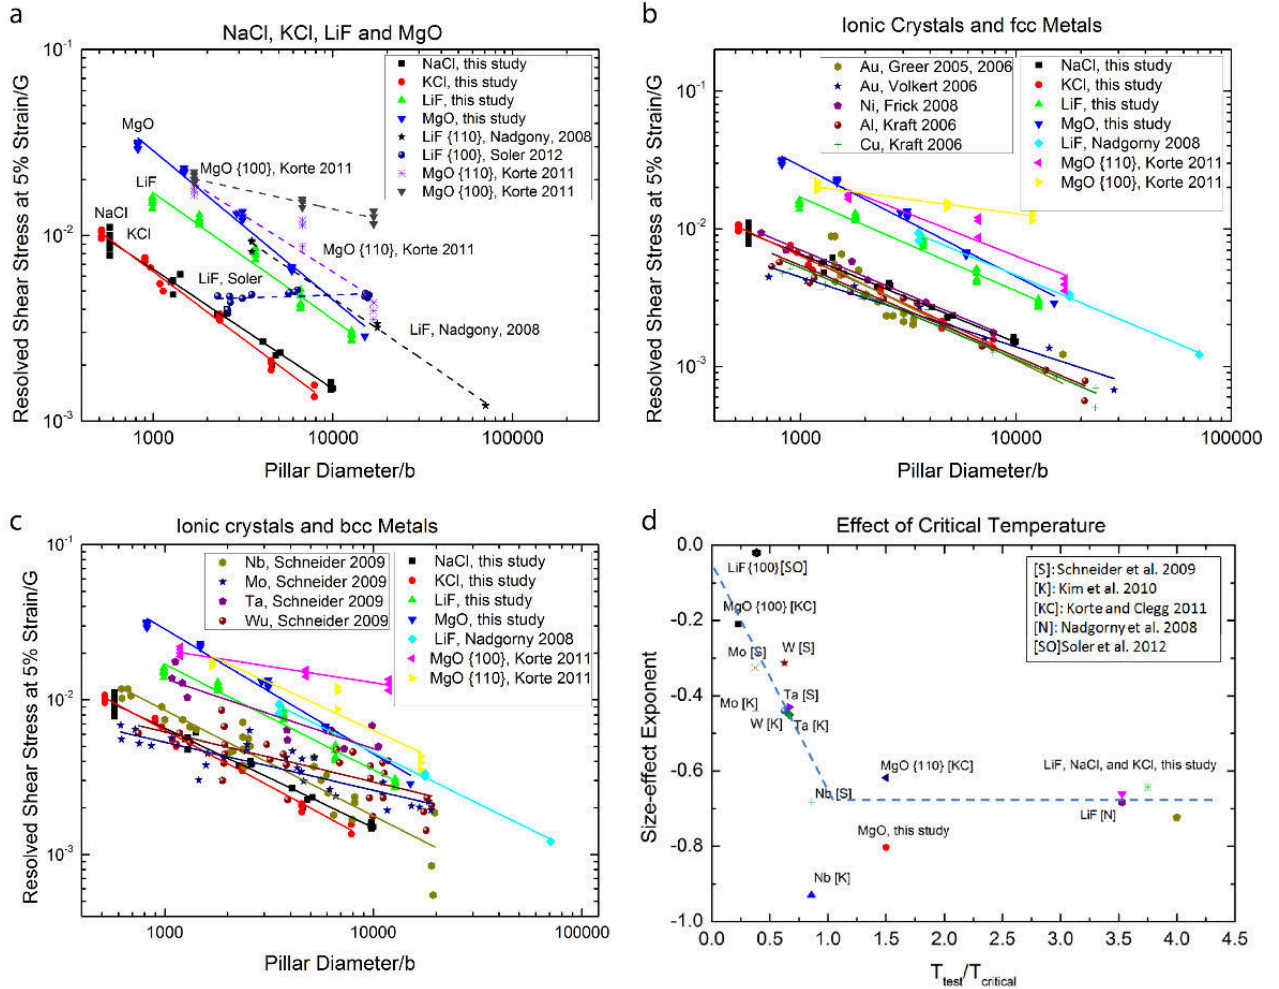 a
NaCl, KCl, LiF and MgO
Resolved Shear Stress at 5% Strain/G
10-1
10-2
10-3
1000
10000
100000
Pillar Diameter/b
NaCl, this study
KCl, this study
LiF, this study
MgO, this study
LiF {110}, Nadgony, 2008
LiF {100}, Soler 2012
MgO {110}, Korte 2011
MgO {100}, Korte 2011
MgO
MgO {100}, Korte 2011
LiF
NaCl
KCl
MgO {110}, Korte 2011
LiF, Soler
LiF, Nadgony, 2008
b
Ionic Crystals and fcc Metals
Resolved Shear Stress at 5% Strain/G
10-1
10-2
10-3
1000
10000
100000
Pillar Diameter/b
Au, Greer 2005, 2006
Au, Volkert 2006
Ni, Frick 2008
Al, Kraft 2006
Cu, Kraft 2006
NaCl, this study
KCl, this study
LiF, this study
MgO, this study
LiF, Nadgony 2008
MgO {110}, Korte 2011
MgO {100}, Korte 2011
c
Ionic crystals and bcc Metals
Resolved Shear Stress at 5% Strain/G
10-1
10-2
10-3
1000
10000
100000
Pillar Diameter/b
Nb, Schneider 2009
Mo, Schneider 2009
Ta, Schneider 2009
Wu, Schneider 2009
NaCl, this study
KCl, this study
LiF, this study
MgO, this study
LiF, Nadgorny 2008
MgO {100}, Korte 2011
MgO {110}, Korte 2011
d
Effect of Critical Temperature
Size-effect Exponent
0.0
-0.2
-0.4
-0.6
-0.8
-1.0
0.0
0.5
1.0
1.5
2.0
2.5
3.0
3.5
4.0
4.5
Ttest/Tcritical
[S]: Schneider et al. 2009
[K]: Kim et al. 2010
[KC]: Korte and Clegg 2011
[N]: Nadgorny et al. 2008
[SO]Soler et al. 2012
LiF {100} [SO]
MgO {100} [KC]
Mo [S]
W [S]
Mo [K]
Ta [S]
W [K]
Ta [K]
MgO {110} [KC]
LiF, NaCl, and KCl, this study
Nb [S]
LiF [N]
MgO, this study
Nb [K]